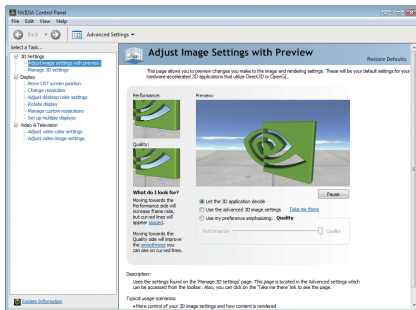 NVIDIA Control Panel
File Edit View Help
Back
Advanced Settings
Select a Task...
3D Settings
Adjust image settings with preview
Manage 3D settings
Display
Move CRT screen position
Change resolution
Adjust desktop color settings
Rotate display
Manage custom resolutions
Set up multiple displays
Video & Television
Adjust video color settings
Adjust video image settings
System Information
Adjust Image Settings with Preview
Restore Defaults
This page allows you to preview changes you make to the image and rendering settings. These will be your default settings for your
hardware accelerated 3D applications that utilize Direct3D or OpenGL.
Performance:
Preview:
Quality:
What do I look for?
Moving towards the
Performance side will
increase frame rate,
but curved lines will
appear jagged.
Moving towards the
Quality side will improve
the smoothness you
can see on curved lines.
Pause
Let the 3D application decide
Use the advanced 3D image settings Take me there
Use my preference emphasizing: Quality
Performance Quality
Description:
Uses the settings found on the 'Manage 3D settings' page. This page is located in the Advanced settings which
can be accessed from the toolbar. Also, you can click on the 'Take me there' link to see the page.
Typical usage scenarios:
• More control of your 3D image settings and how content is rendered